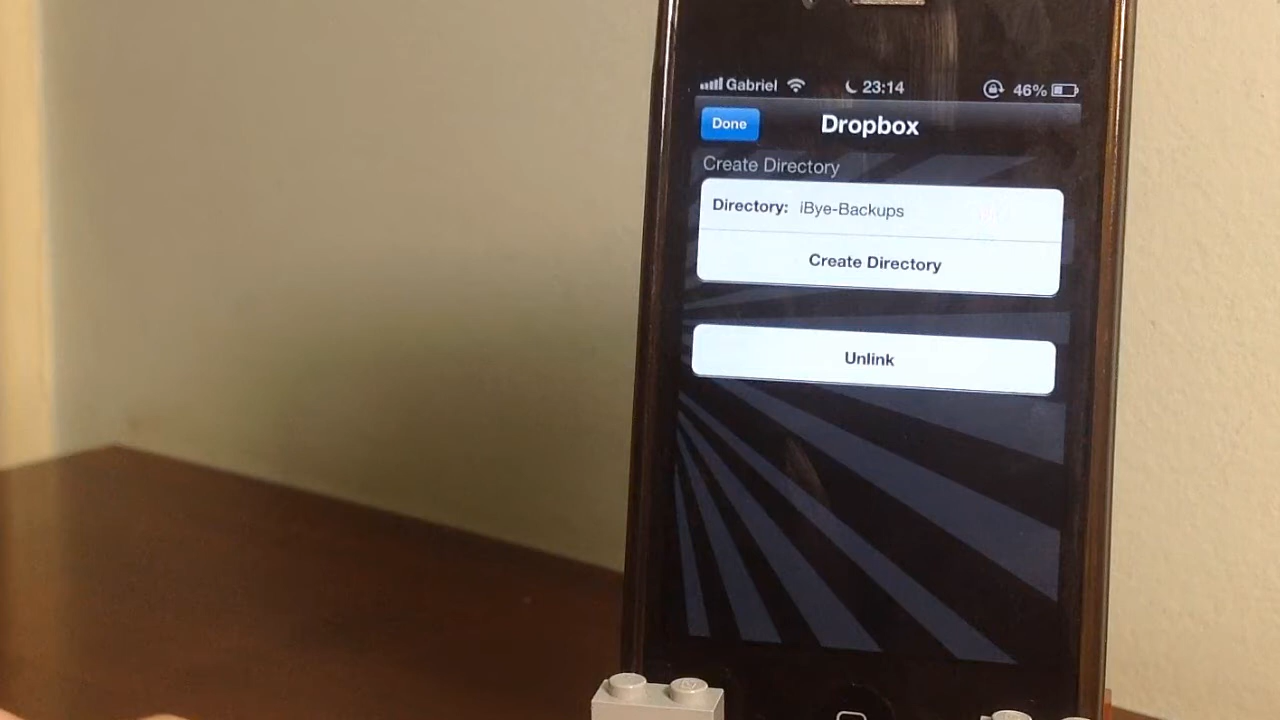 Gabriel 23:14 46%
Done Dropbox
Create Directory
Directory: iBye-Backups
Create Directory
Unlink